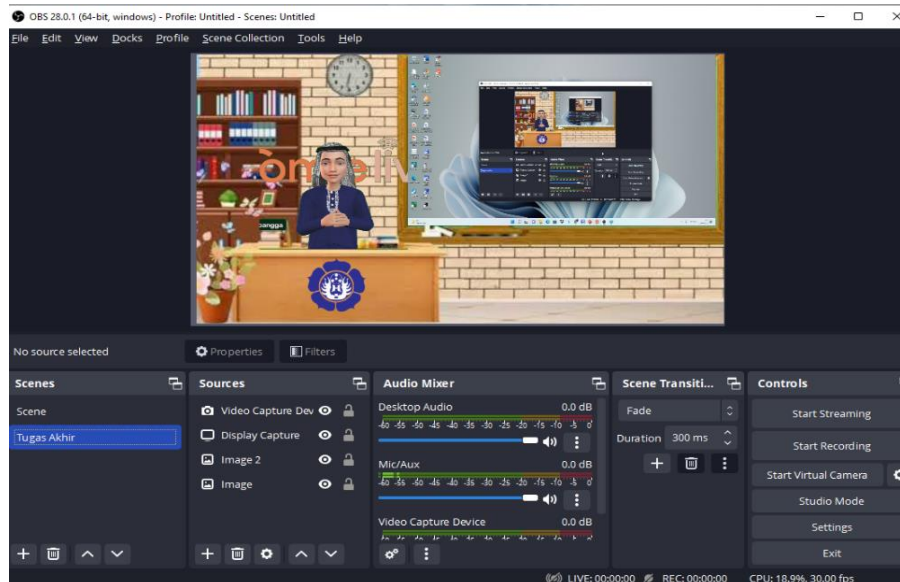 OBS 28.0.1 (64-bit, windows) - Profile: Untitled - Scenes: Untitled
File Edit View Docks Profile Scene Collection Tools Help
No source selected
Properties
Filters
Scenes
Scene
Tugas Akhir
Sources
Video Capture Dev
Display Capture
Image 2
Image
Audio Mixer
Desktop Audio 0.0 dB
-60 -55 -50 -45 -40 -35 -30 -25 -20 -15 -10 -5 0
Mic/Aux 0.0 dB
-60 -55 -50 -45 -40 -35 -30 -25 -20 -15 -10 -5 0
Video Capture Device 0.0 dB
Scene Transiti...
Fade
Duration 300 ms
Controls
Start Streaming
Start Recording
Start Virtual Camera
Studio Mode
Settings
Exit
LIVE: 00:00:00 REC: 00:00:00 CPU: 18.9%, 30.00 fps